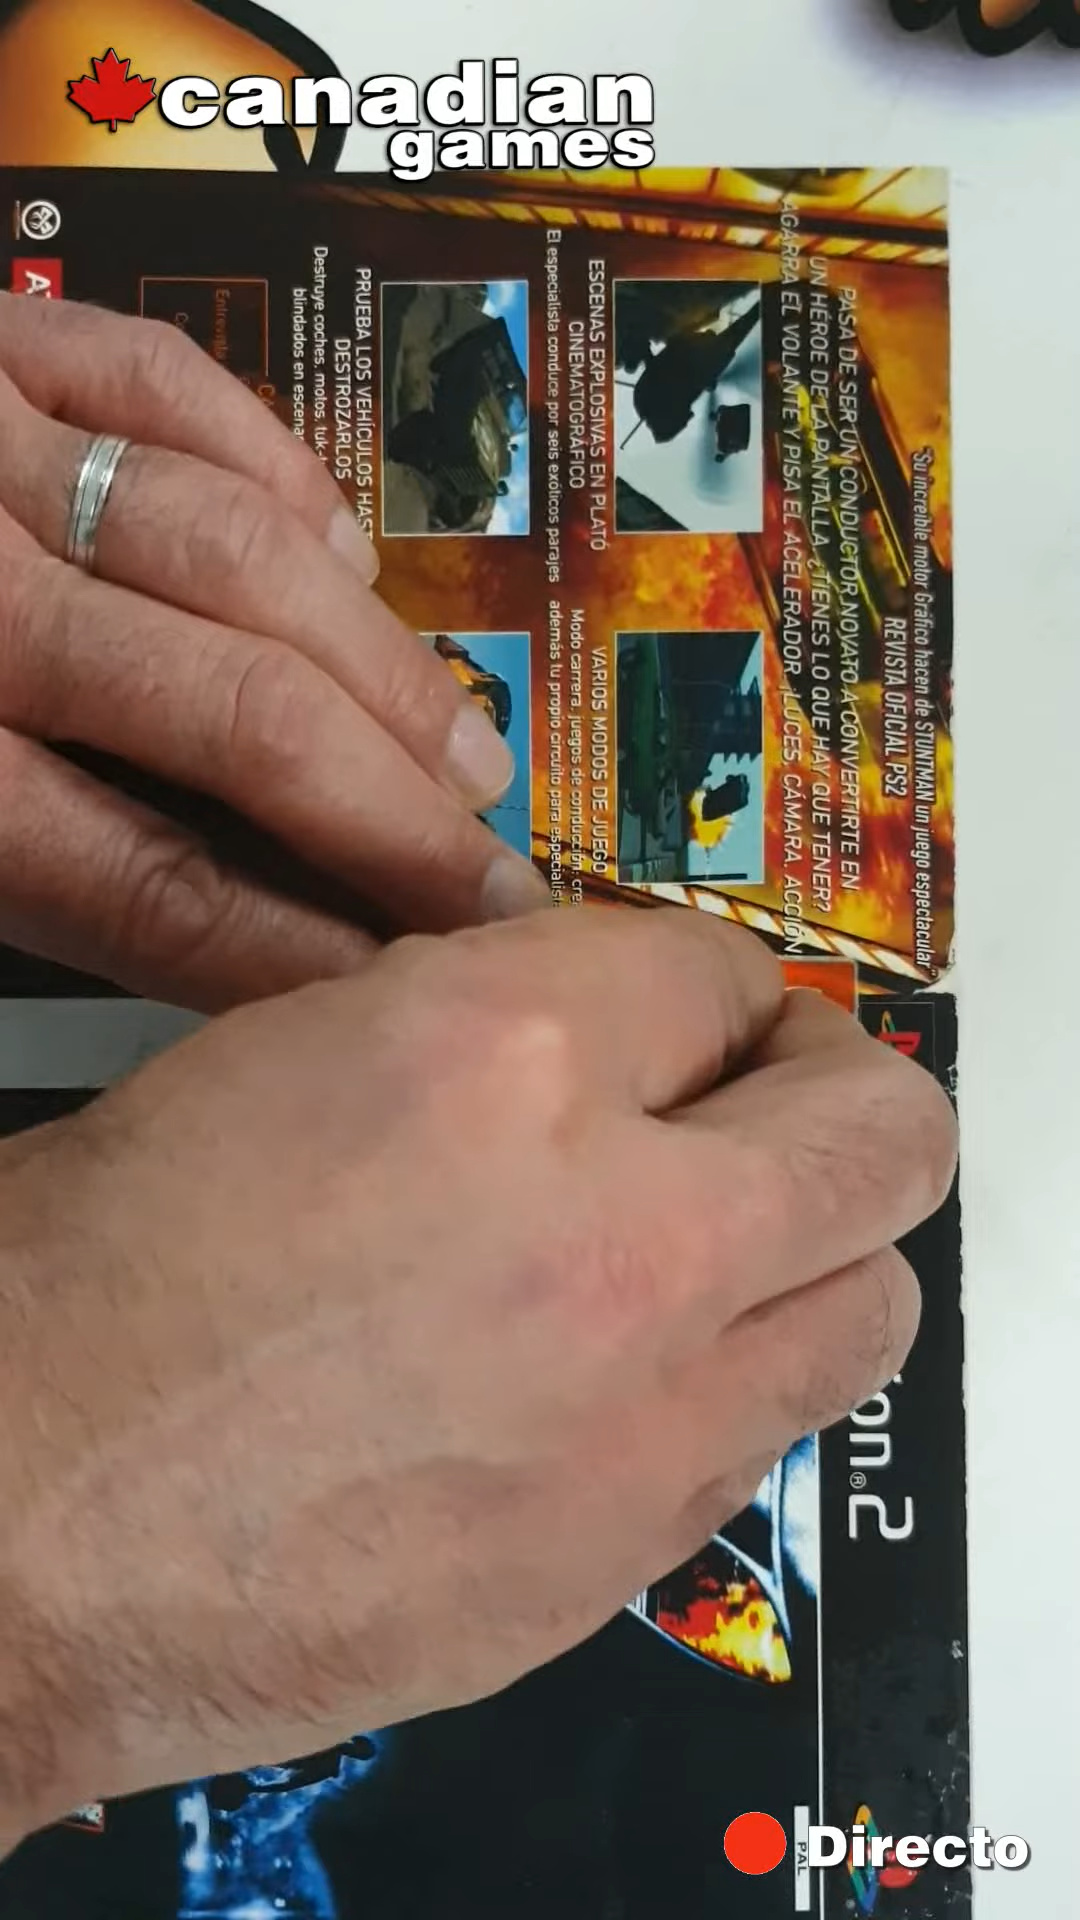 canadian
games
"Su increíble motor Gráfico hacen de STUNTMAN un juego espectacular"
REVISTA OFICIAL PS2
PASA DE SER UN CONDUCTOR NOVATO A CONVERTIRTE EN
UN HÉROE DE LA PANTALLA. ¿TIENES LO QUE HAY QUE TENER?
AGARRA EL VOLANTE Y PISA EL ACELERADOR. ¡LUCES, CÁMARA, ACCIÓN
ESCENAS EXPLOSIVAS EN PLATÓ
CINEMATOGRÁFICO
El especialista conduce por seis exóticos parajes
VARIOS MODOS DE JUEGO
Modo carrera, juegos de conducción; cre
además tu propio circuito para especialist
PRUEBA LOS VEHÍCULOS HAST
DESTROZARLOS
Destruye coches, motos, tuk-t
blindados en escenar
on®2
PAL
Directo